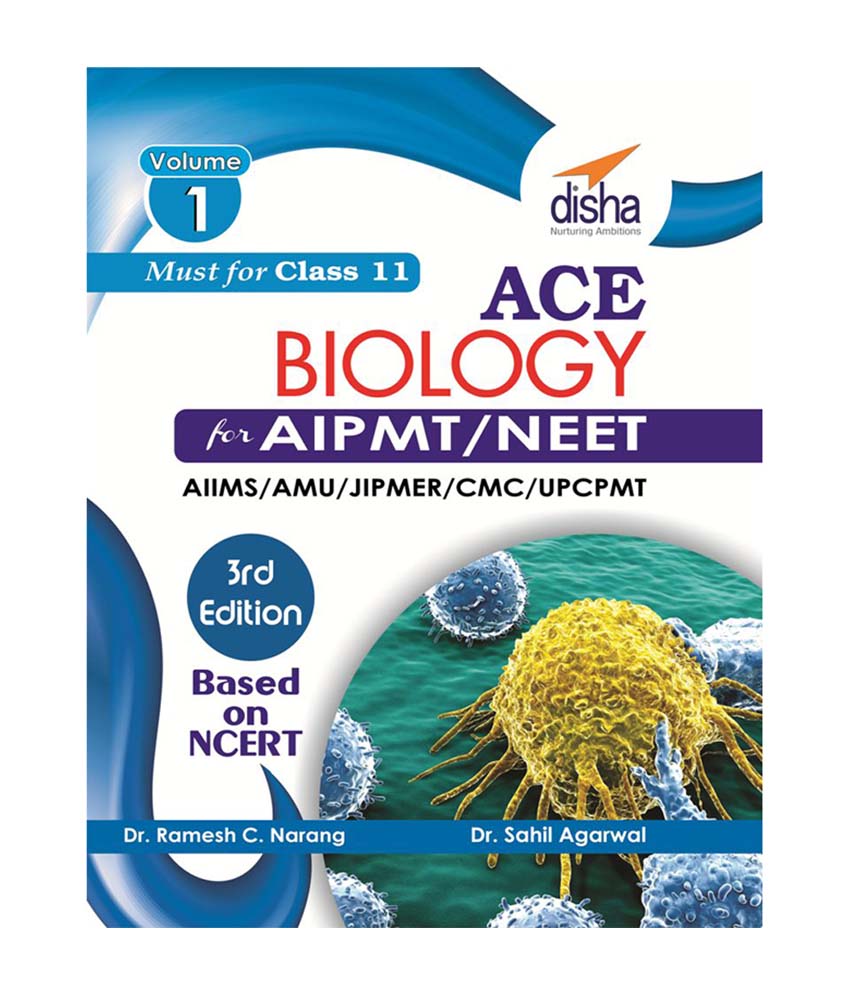 Volume
1
disha
Nurturing Ambitions
Must for Class 11
ACE
BIOLOGY
for AIPMT/NEET
AIIMS/AMU/JIPMER/CMC/UPCPMT
3rd
Edition
Based
on
NCERT
Dr. Ramesh C. Narang
Dr. Sahil Agarwal